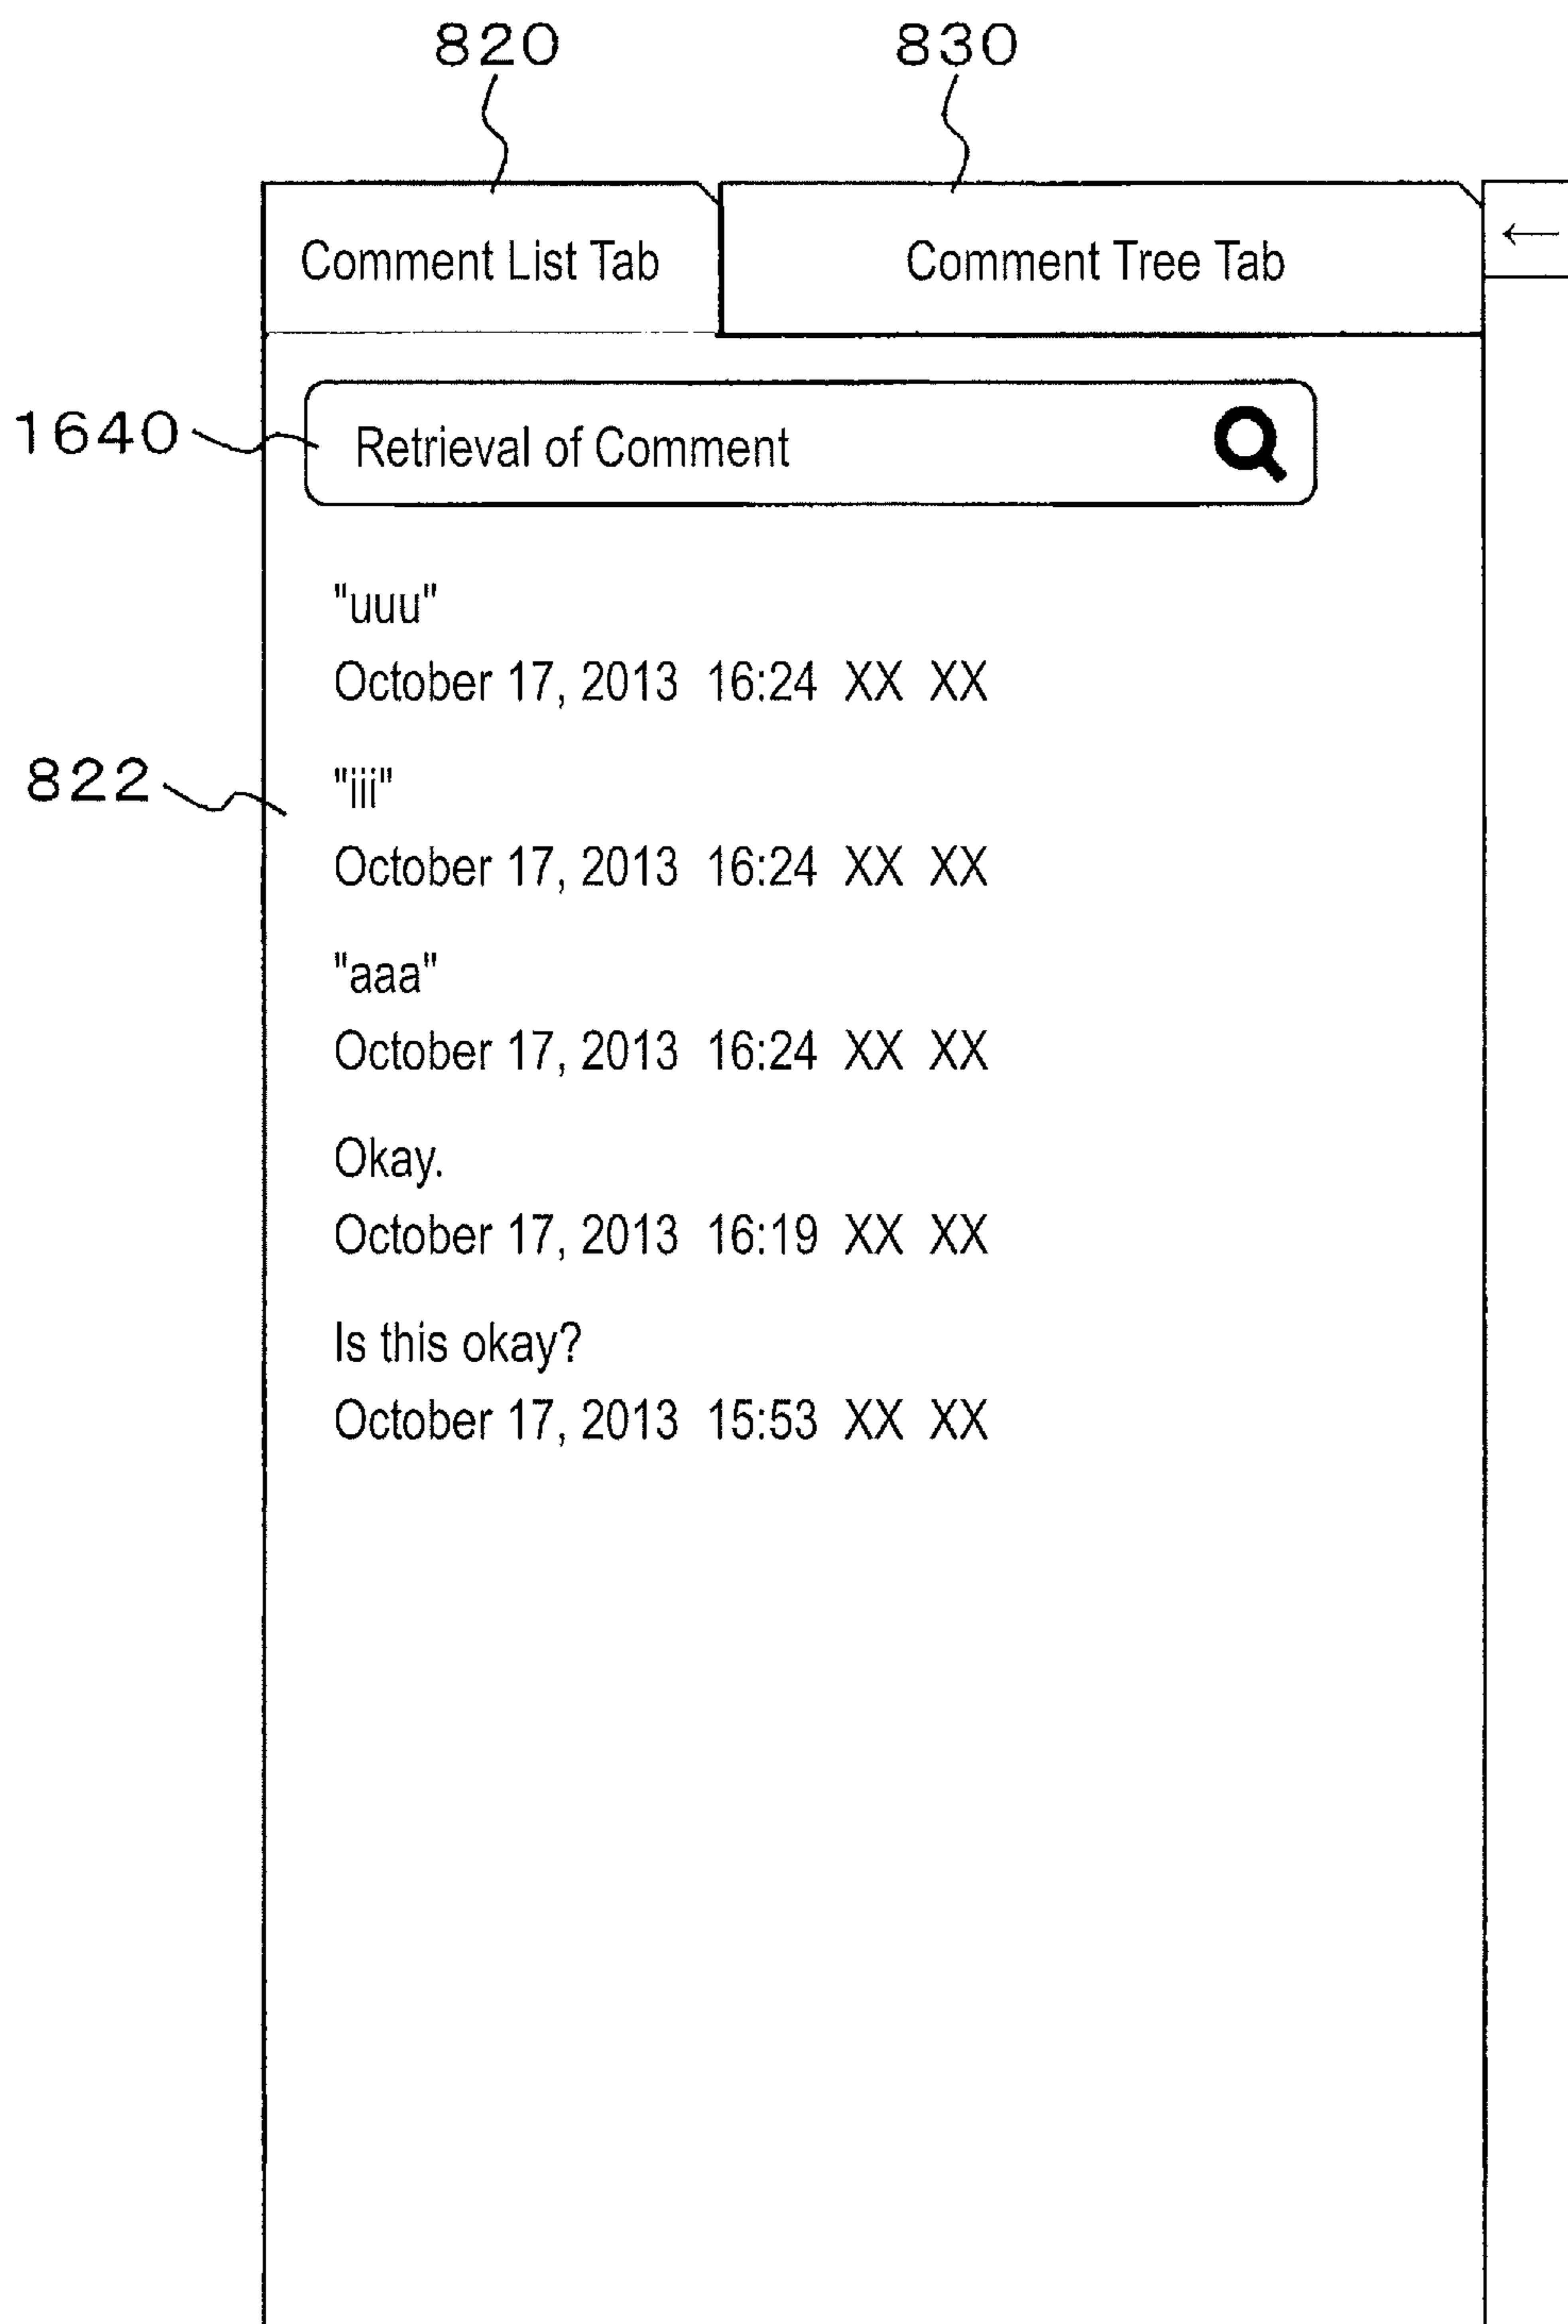 820 830
Comment List Tab Comment Tree Tab ←
1640 Retrieval of Comment
"uuu"
October 17, 2013 16:24 XX XX
822
"iii"
October 17, 2013 16:24 XX XX
"aaa"
October 17, 2013 16:24 XX XX
Okay.
October 17, 2013 16:19 XX XX
Is this okay?
October 17, 2013 15:53 XX XX